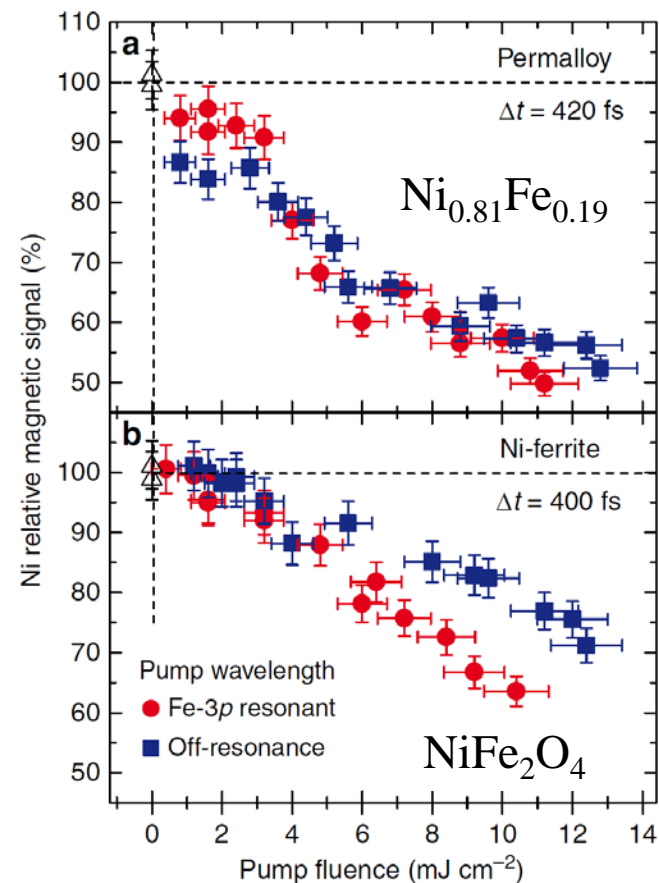 a
Permalloy
Δt = 420 fs
Ni0.81Fe0.19
110
100
90
80
70
60
50
b
Ni-ferrite
Δt = 400 fs
100
90
80
70
60
50
Pump wavelength
Fe-3p resonant
Off-resonance
NiFe2O4
0 2 4 6 8 10 12 14
Pump fluence (mJ cm⁻²)
Ni relative magnetic signal (%)